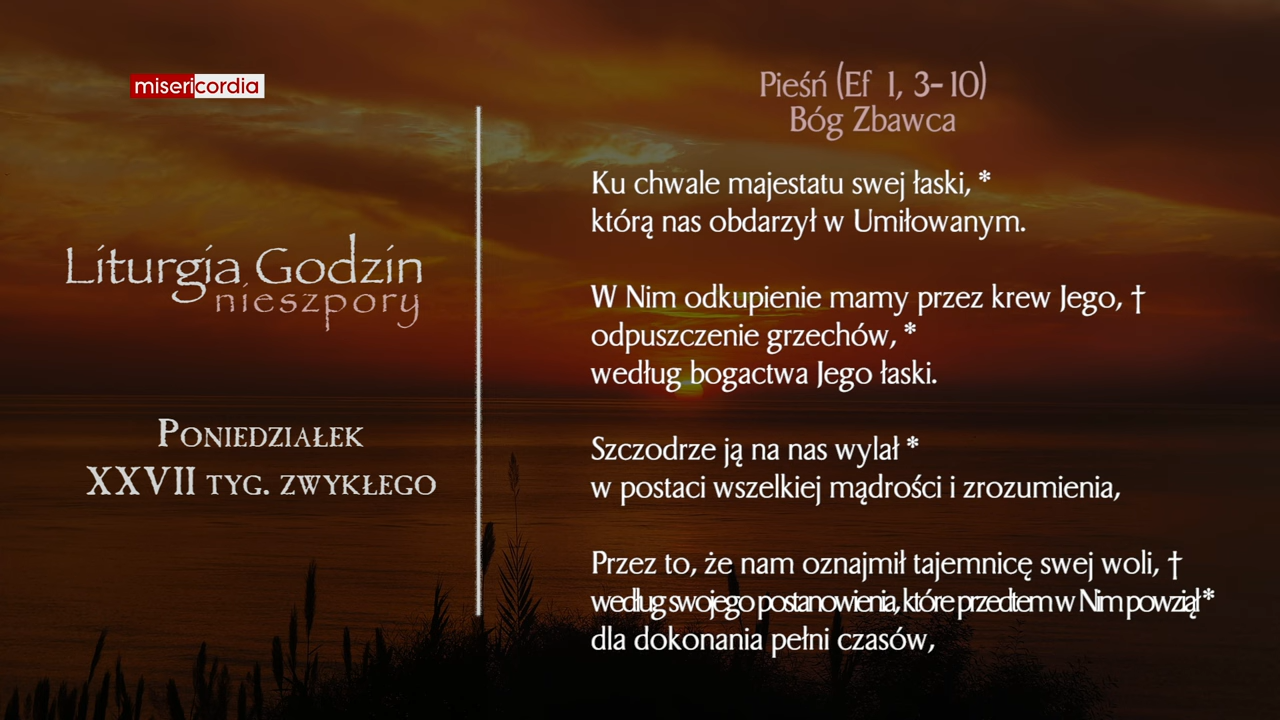 misericordia
Liturgia Godzin
nieszpory
Poniedziałek
XXVII tyg. zwykłego
Pieśń (Ef 1, 3-10)
Bóg Zbawca
Ku chwale majestatu swej łaski, *
którą nas obdarzył w Umiłowanym.
W Nim odkupienie mamy przez krew Jego, †
odpuszczenie grzechów, *
według bogactwa Jego łaski.
Szczodrze ją na nas wylał *
w postaci wszelkiej mądrości i zrozumienia,
Przez to, że nam oznajmił tajemnicę swej woli, †
według swojego postanowienia, które przedtem w Nim powziął *
dla dokonania pełni czasów,